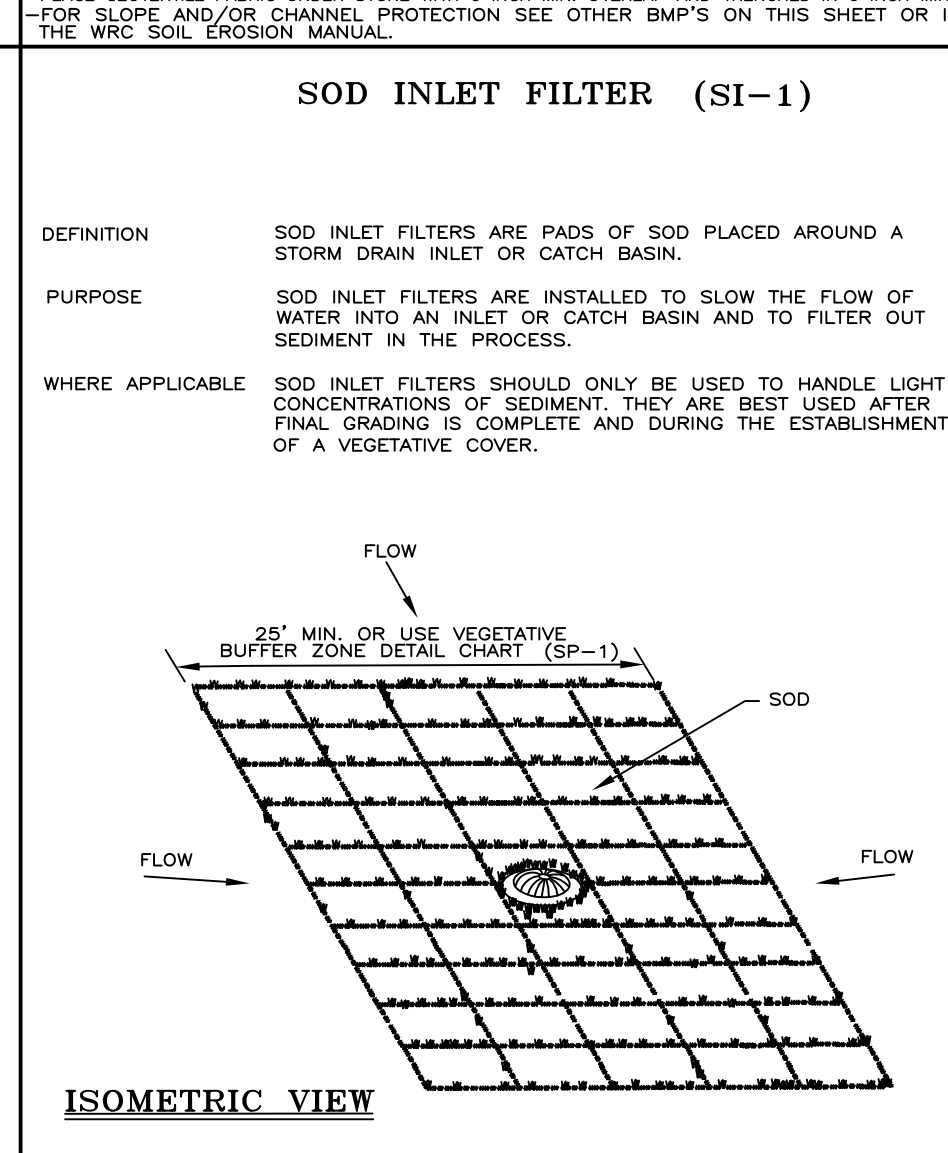 -FOR SLOPE AND/OR CHANNEL PROTECTION SEE OTHER BMP'S ON THIS SHEET OR
THE WRC SOIL EROSION MANUAL.
SOD INLET FILTER (SI-1)
DEFINITION SOD INLET FILTERS ARE PADS OF SOD PLACED AROUND A
STORM DRAIN INLET OR CATCH BASIN.
PURPOSE SOD INLET FILTERS ARE INSTALLED TO SLOW THE FLOW OF
WATER INTO AN INLET OR CATCH BASIN AND TO FILTER OUT
SEDIMENT IN THE PROCESS.
WHERE APPLICABLE SOD INLET FILTERS SHOULD ONLY BE USED TO HANDLE LIGHT
CONCENTRATIONS OF SEDIMENT. THEY ARE BEST USED AFTER
FINAL GRADING IS COMPLETE AND DURING THE ESTABLISHMENT
OF A VEGETATIVE COVER.
FLOW
25' MIN. OR USE VEGETATIVE
BUFFER ZONE DETAIL CHART (SP-1)
SOD
FLOW
FLOW
ISOMETRIC VIEW